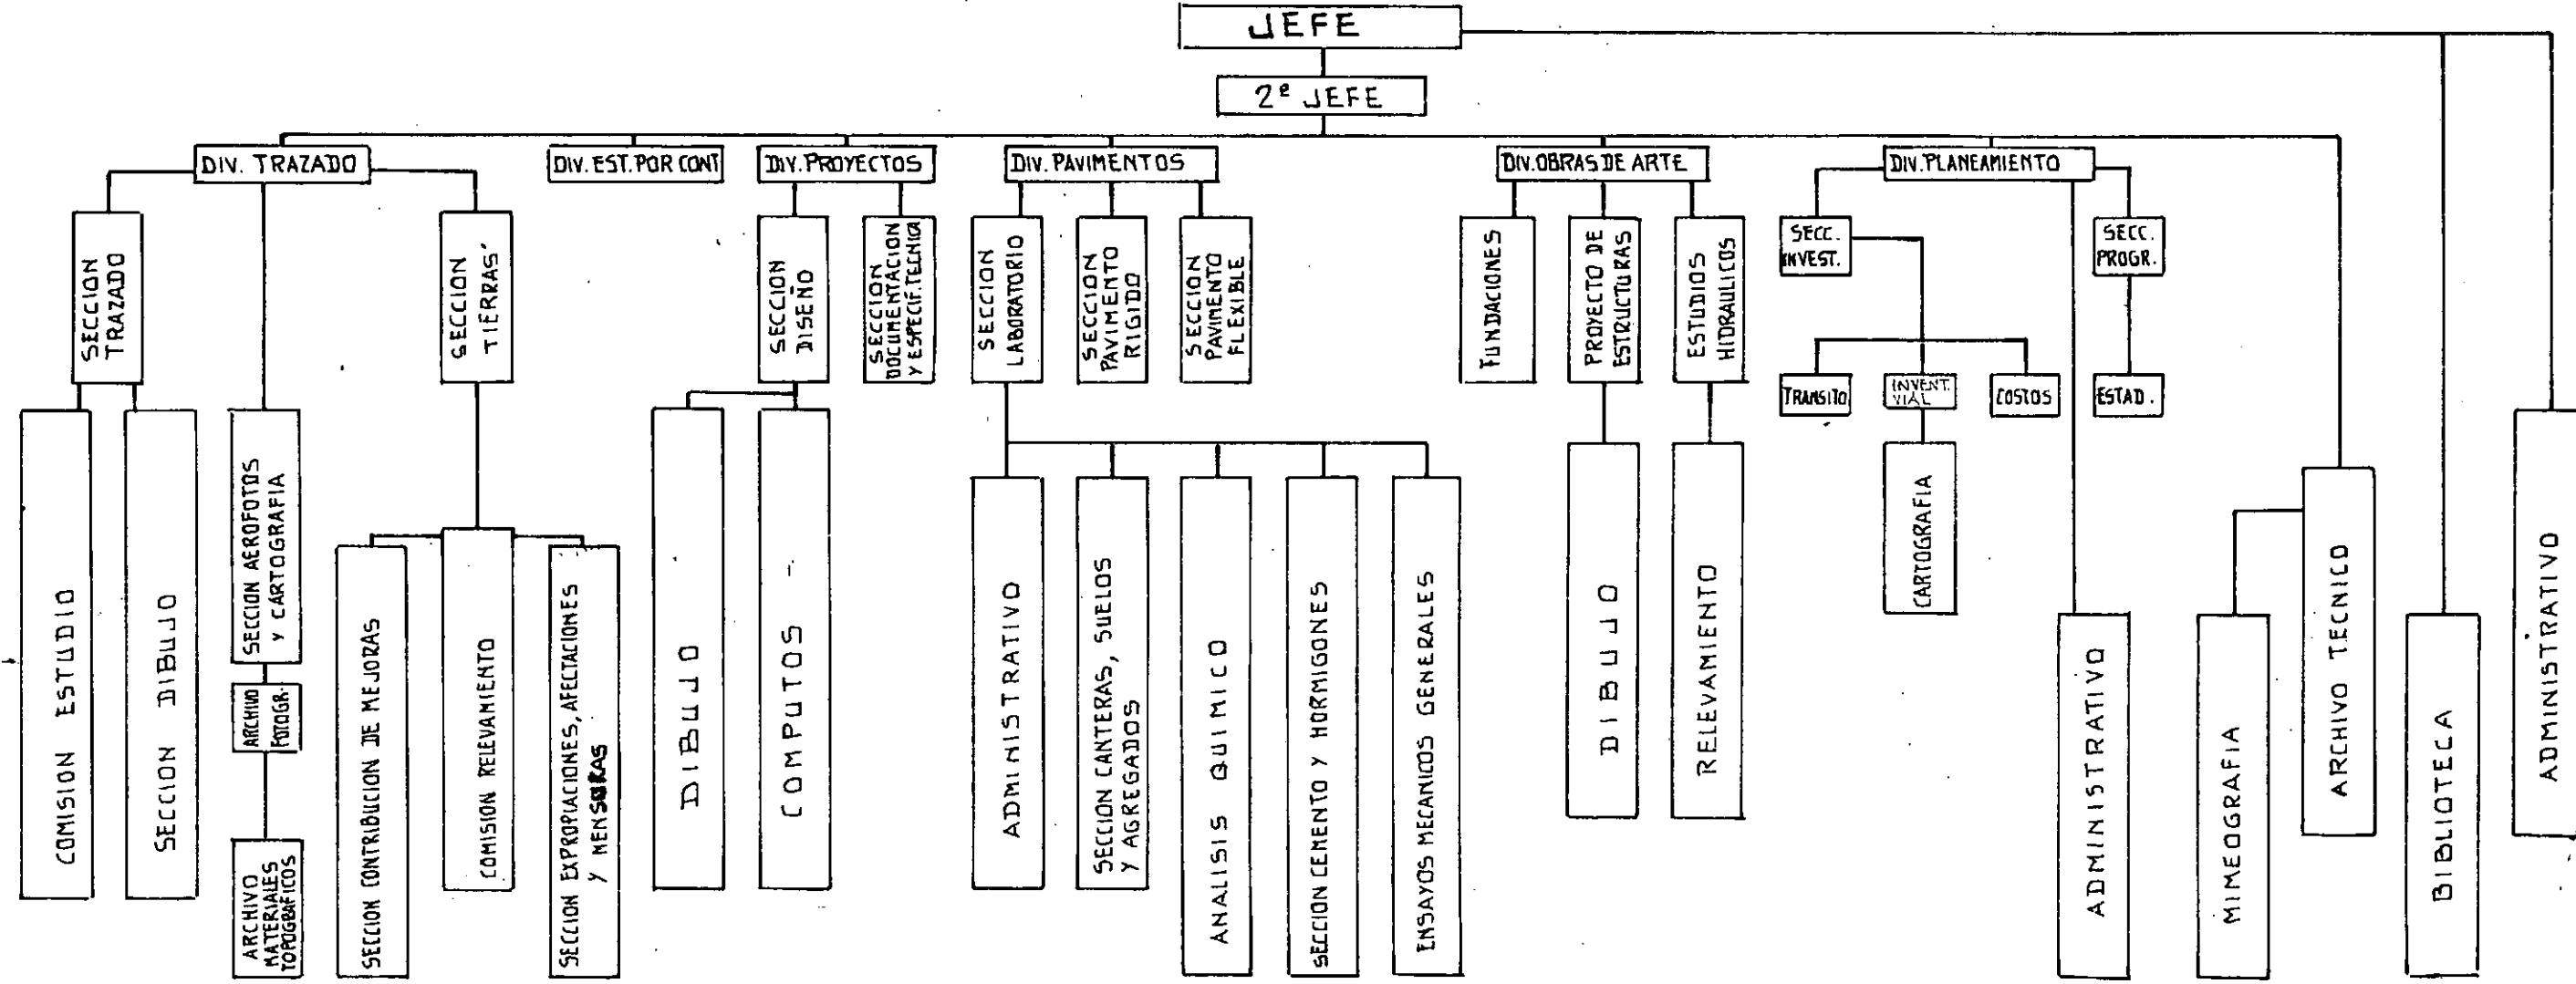 JEFE
2º JEFE
DIV. TRAZADO
DIV. EST. POR CONT
DIV. PROYECTOS
DIV. PAVIMENTOS
DIV. OBRAS DE ARTE
DIV. PLANEAMIENTO
SECCION
TRAZADO
SECCION
TIERRAS
SECCION
DISEÑO
SECCION
DOCUMENTACION
Y ESPECIF. TECNICA
SECCION
LABORATORIO
SECCION
PAVIMENTO
RIGIDO
SECCION
PAVIMENTO
FLEXIBLE
FUNDACIONES
PROYECTO DE
ESTRUCTURAS
ESTUDIOS
HIDRAULICOS
SECC.
INVEST.
SECC.
PROGR.
TRANSITO
INVENT.
VIAL
COSTOS
ESTAD.
COMISION ESTUDIO
SECCION DIBUJO
SECCION AEROFOTOS
Y CARTOGRAFIA
ARCHIVO
FOTOGR.
ARCHIVO
MATERIALES
TOPOGRAFICOS
SECCION CONTRIBUCION DE MEJORAS
COMISION RELEVAMIENTO
SECCION EXPROPIACIONES, AFECTACIONES
Y MENSURAS
DIBUJO
COMPUTOS
ADMINISTRATIVO
SECCION CANTERAS, SUELOS
Y AGREGADOS
ANALISIS QUIMICO
SECCION CEMENTO Y HORMIGONES
ENSAYOS MECANICOS GENERALES
DIBUJO
RELEVAMIENTO
CARTOGRAFIA
ADMINISTRATIVO
MIMEOGRAFIA
ARCHIVO TECNICO
BIBLIOTECA
ADMINISTRATIVO